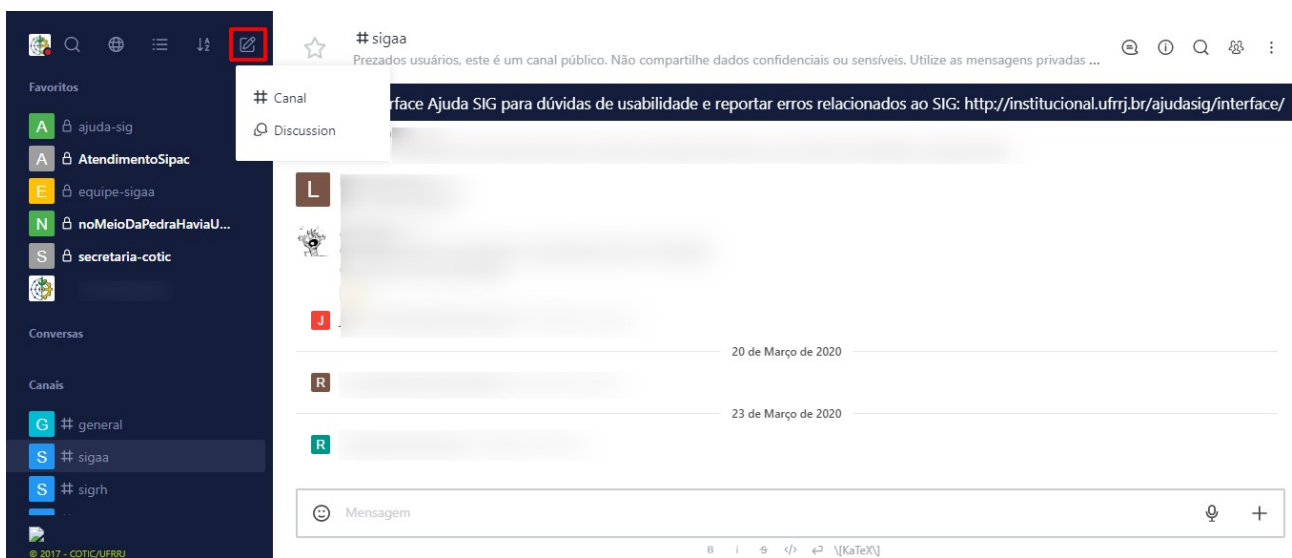 Favoritos
A ajuda-sig
A AtendimentoSipac
E equipe-sigaa
N noMeioDaPedraHaviaU...
S secretaria-cotic
Conversas
Canais
G # general
S # sigaa
S # sigrh
© 2017 - COTIC/UFRRJ
# Canal
Discussion
# sigaa
Prezados usuários, este é um canal público. Não compartilhe dados confidenciais ou sensíveis. Utilize as mensagens privadas ...
rface Ajuda SIG para dúvidas de usabilidade e reportar erros relacionados ao SIG: http://institucional.ufrrj.br/ajudasig/interface/
L
J
20 de Março de 2020
R
23 de Março de 2020
R
Mensagem
B i S </> \[KaTeX\]